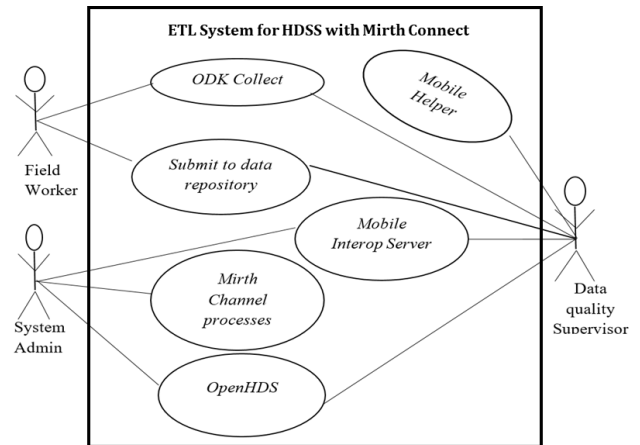 ETL System for HDSS with Mirth Connect
ODK Collect
Mobile
Helper
Field
Worker
Submit to data
repository
Mobile
Interop Server
Mirth
Channel
processes
System
Admin
OpenHDS
Data
quality
Supervisor